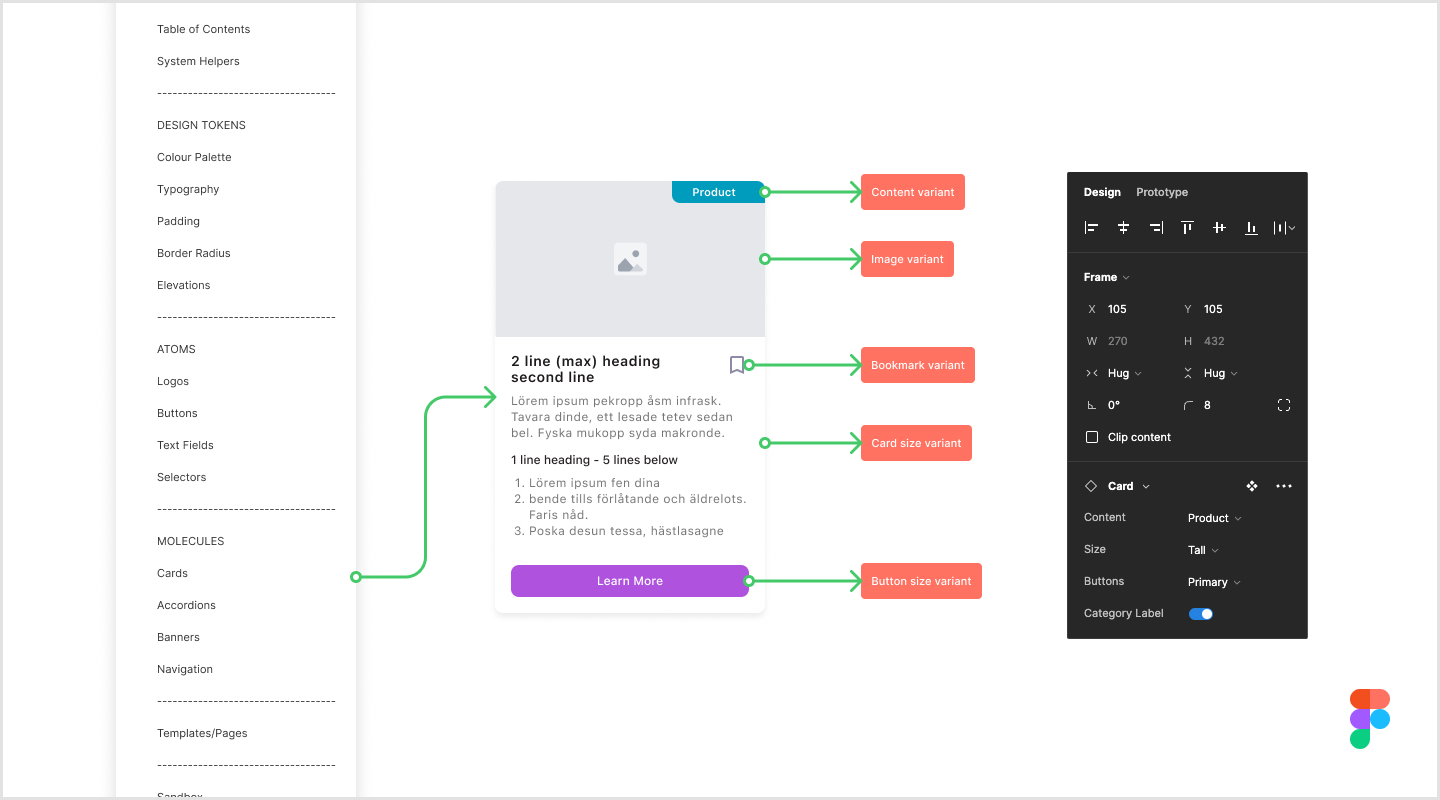 Table of Contents
System Helpers
----------------------------------
DESIGN TOKENS
Colour Palette
Typography
Padding
Border Radius
Elevations
----------------------------------
ATOMS
Logos
Buttons
Text Fields
Selectors
----------------------------------
MOLECULES
Cards
Accordions
Banners
Navigation
----------------------------------
Templates/Pages
----------------------------------
Sandbox
Product
2 line (max) heading
second line
Lörem ipsum pekropp åsm infrask.
Tavara dinde, ett lesade tetev sedan
bel. Fyska mukopp syda makronde.
1 line heading - 5 lines below
1. Lörem ipsum fen dina
2. bende tills förlåtande och äldrelots.
Faris nåd.
3. Poska desun tessa, hästlasagne
Learn More
Content variant
Image variant
Bookmark variant
Card size variant
Button size variant
Design Prototype
Frame
X 105 Y 105
W 270 H 432
Hug Hug
0° 8
Clip content
Card
Content Product
Size Tall
Buttons Primary
Category Label